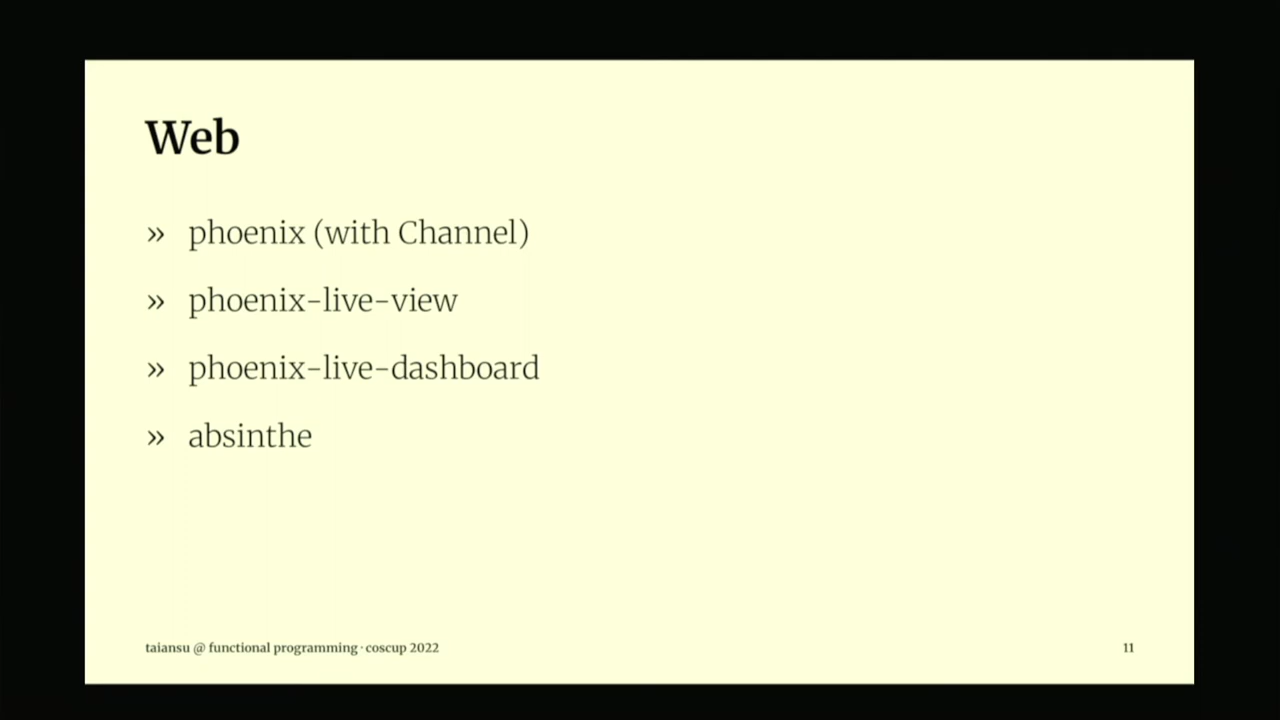 Web
» phoenix (with Channel)
» phoenix-live-view
» phoenix-live-dashboard
» absinthe
taiansu @ functional programming · coscup 2022
11